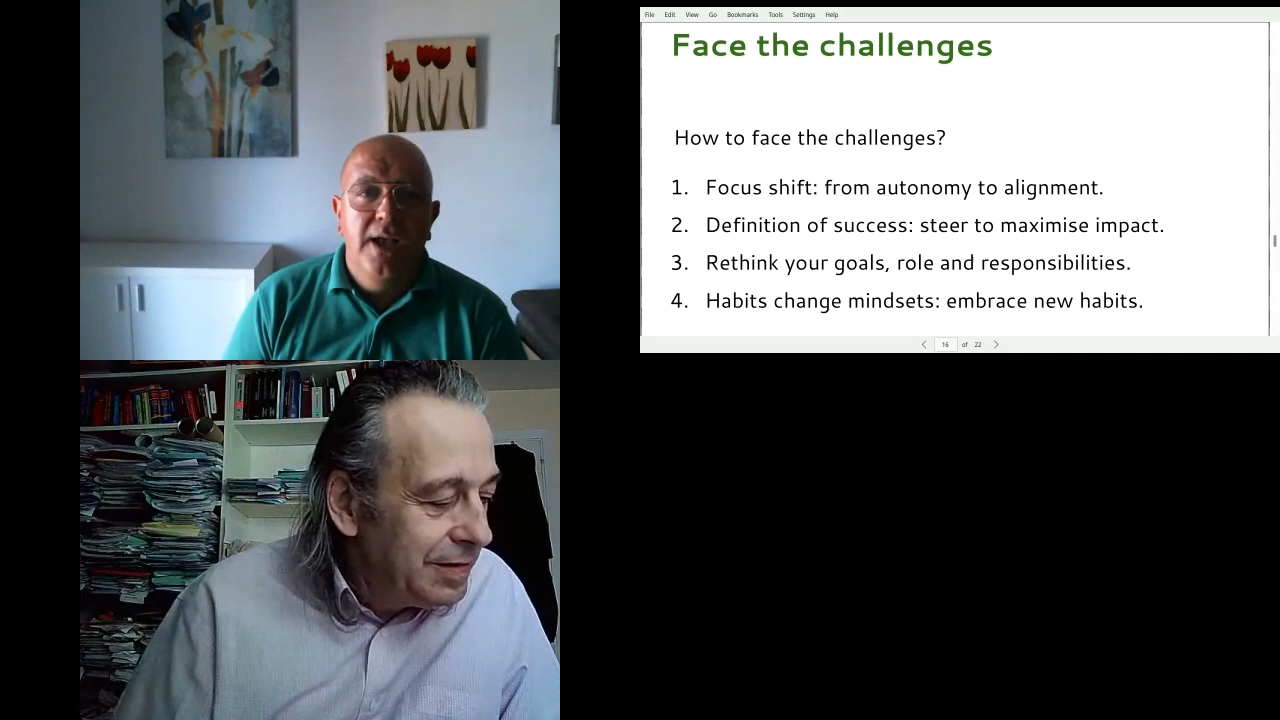 File Edit View Go Bookmarks Tools Settings Help
Face the challenges
How to face the challenges?
1. Focus shift: from autonomy to alignment.
2. Definition of success: steer to maximise impact.
3. Rethink your goals, role and responsibilities.
4. Habits change mindsets: embrace new habits.
16 of 22